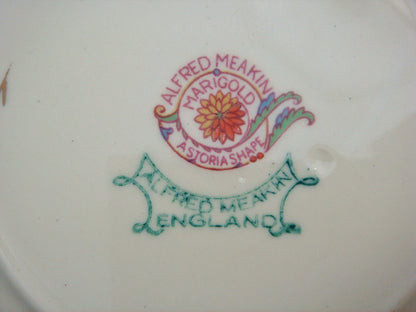 ALFRED MEAKIN
MARIGOLD
ASTORIA SHAPE
ALFRED MEAKIN
ENGLAND